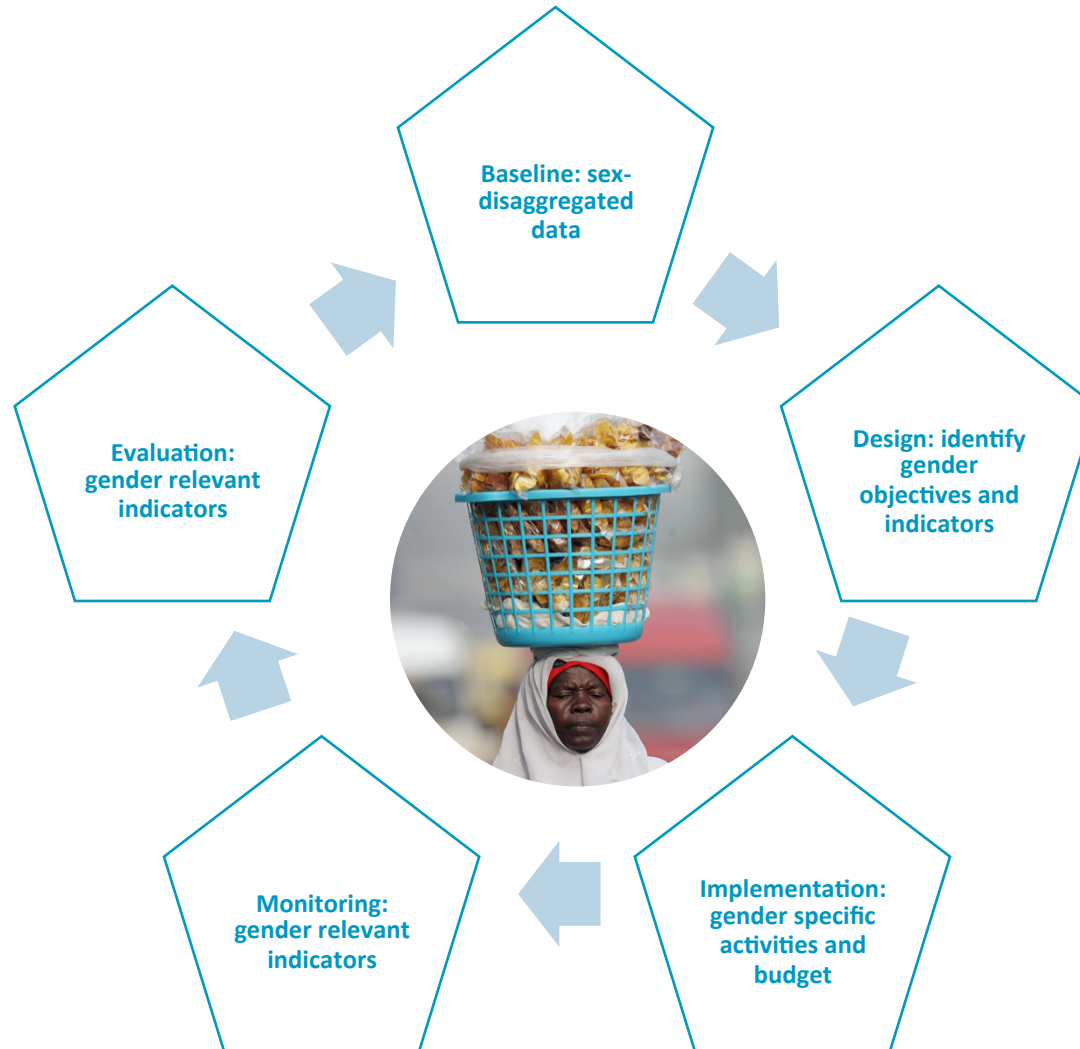 Baseline: sex-
disaggregated
data
Design: identify
gender
objectives and
indicators
Implementation:
gender specific
activities and
budget
Monitoring:
gender relevant
indicators
Evaluation:
gender relevant
indicators